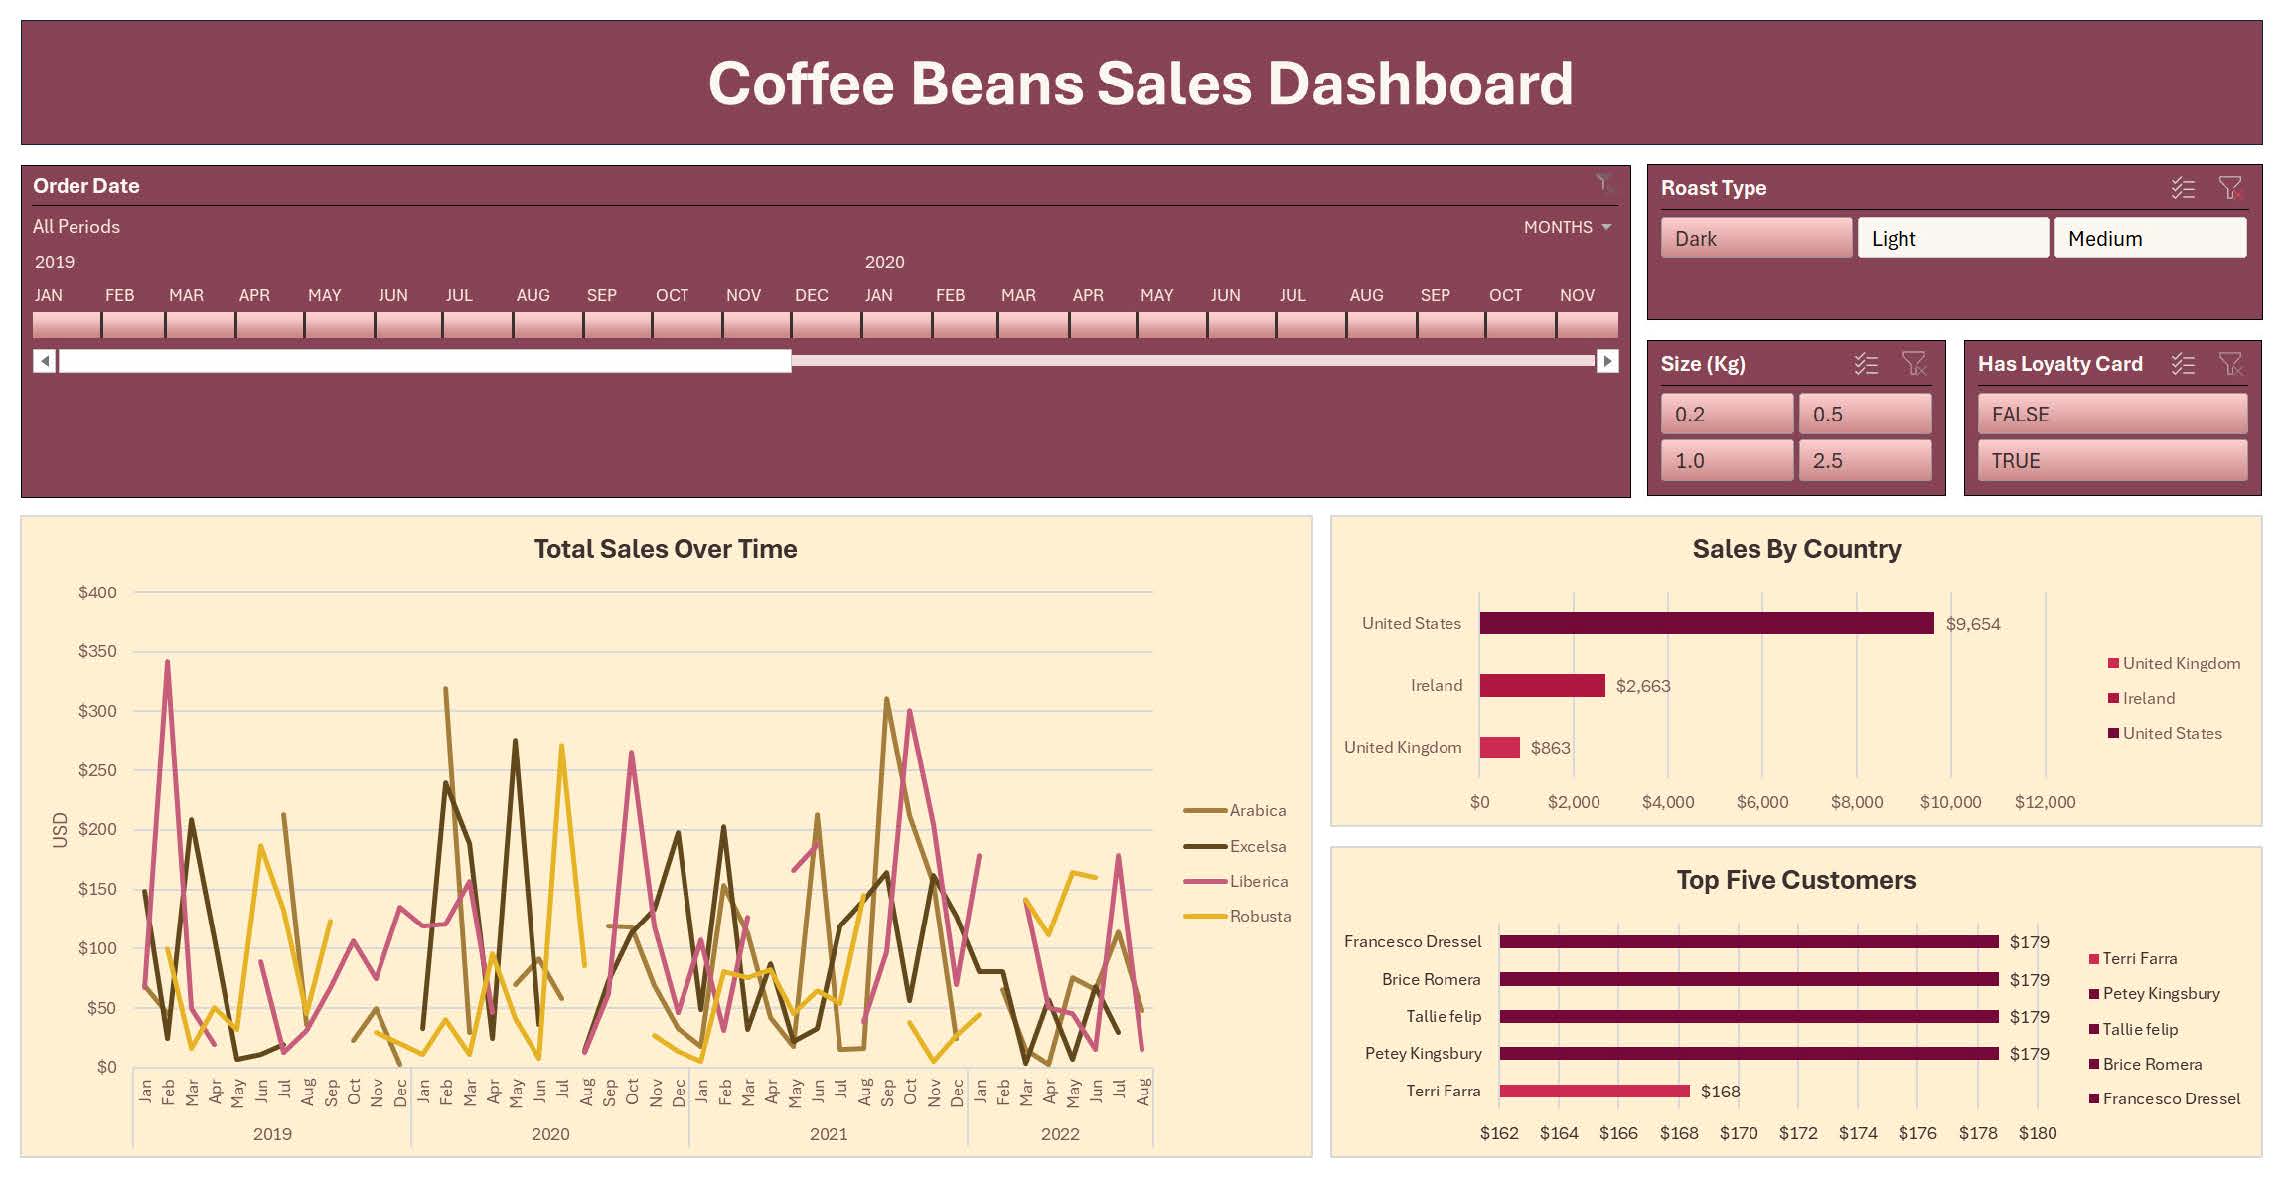 Coffee Beans Sales Dashboard
Order Date
All Periods
MONTHS
2019 2020
JAN FEB MAR APR MAY JUN JUL AUG SEP OCT NOV DEC JAN FEB MAR APR MAY JUN JUL AUG SEP OCT NOV
Roast Type
Dark Light Medium
Size (Kg)
0.2 0.5
1.0 2.5
Has Loyalty Card
FALSE
TRUE
Total Sales Over Time
$400
$350
$300
$250
$200
$150
$100
$50
$0
USD
Jan Feb Mar Apr May Jun Jul Aug Sep Oct Nov Dec Jan Feb Mar Apr May Jun Jul Aug Sep Oct Nov Dec Jan Feb Mar Apr May Jun Jul Aug Sep Oct Nov Dec Jan Feb Mar Apr May Jun Jul Aug
2019 2020 2021 2022
Arabica
Excelsa
Liberica
Robusta
Sales By Country
United States $9,654
Ireland $2,663
United Kingdom $863
$0 $2,000 $4,000 $6,000 $8,000 $10,000 $12,000
United Kingdom
Ireland
United States
Top Five Customers
Francesco Dressel $179
Brice Romera $179
Tallie felip $179
Petey Kingsbury $179
Terri Farra $168
$162 $164 $166 $168 $170 $172 $174 $176 $178 $180
Terri Farra
Petey Kingsbury
Tallie felip
Brice Romera
Francesco Dressel